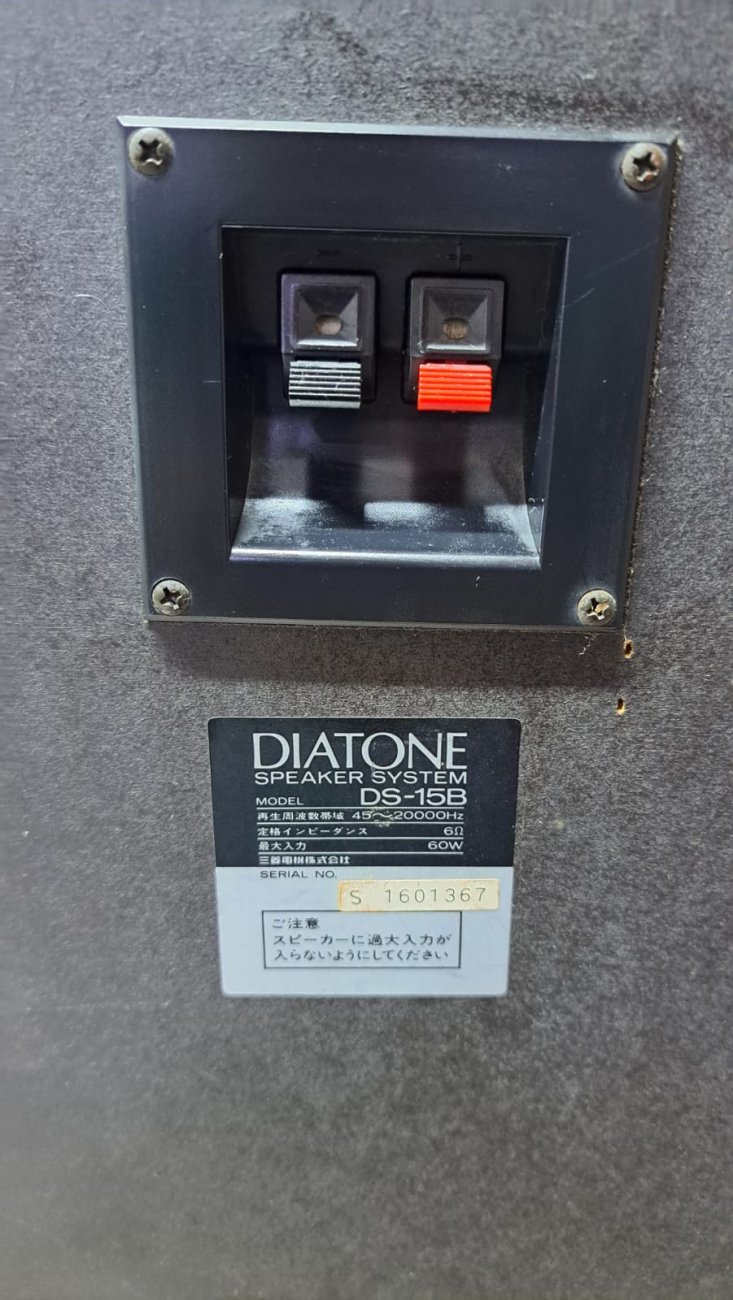 − +
DIATONE
SPEAKER SYSTEM
MODEL DS-15B
再生周波数帯域 45〜20000Hz
定格インピーダンス 6Ω
最大入力 60W
三菱電機株式会社
SERIAL NO.
S 1601367
ご注意
スピーカーに過大入力が
入らないようにしてください